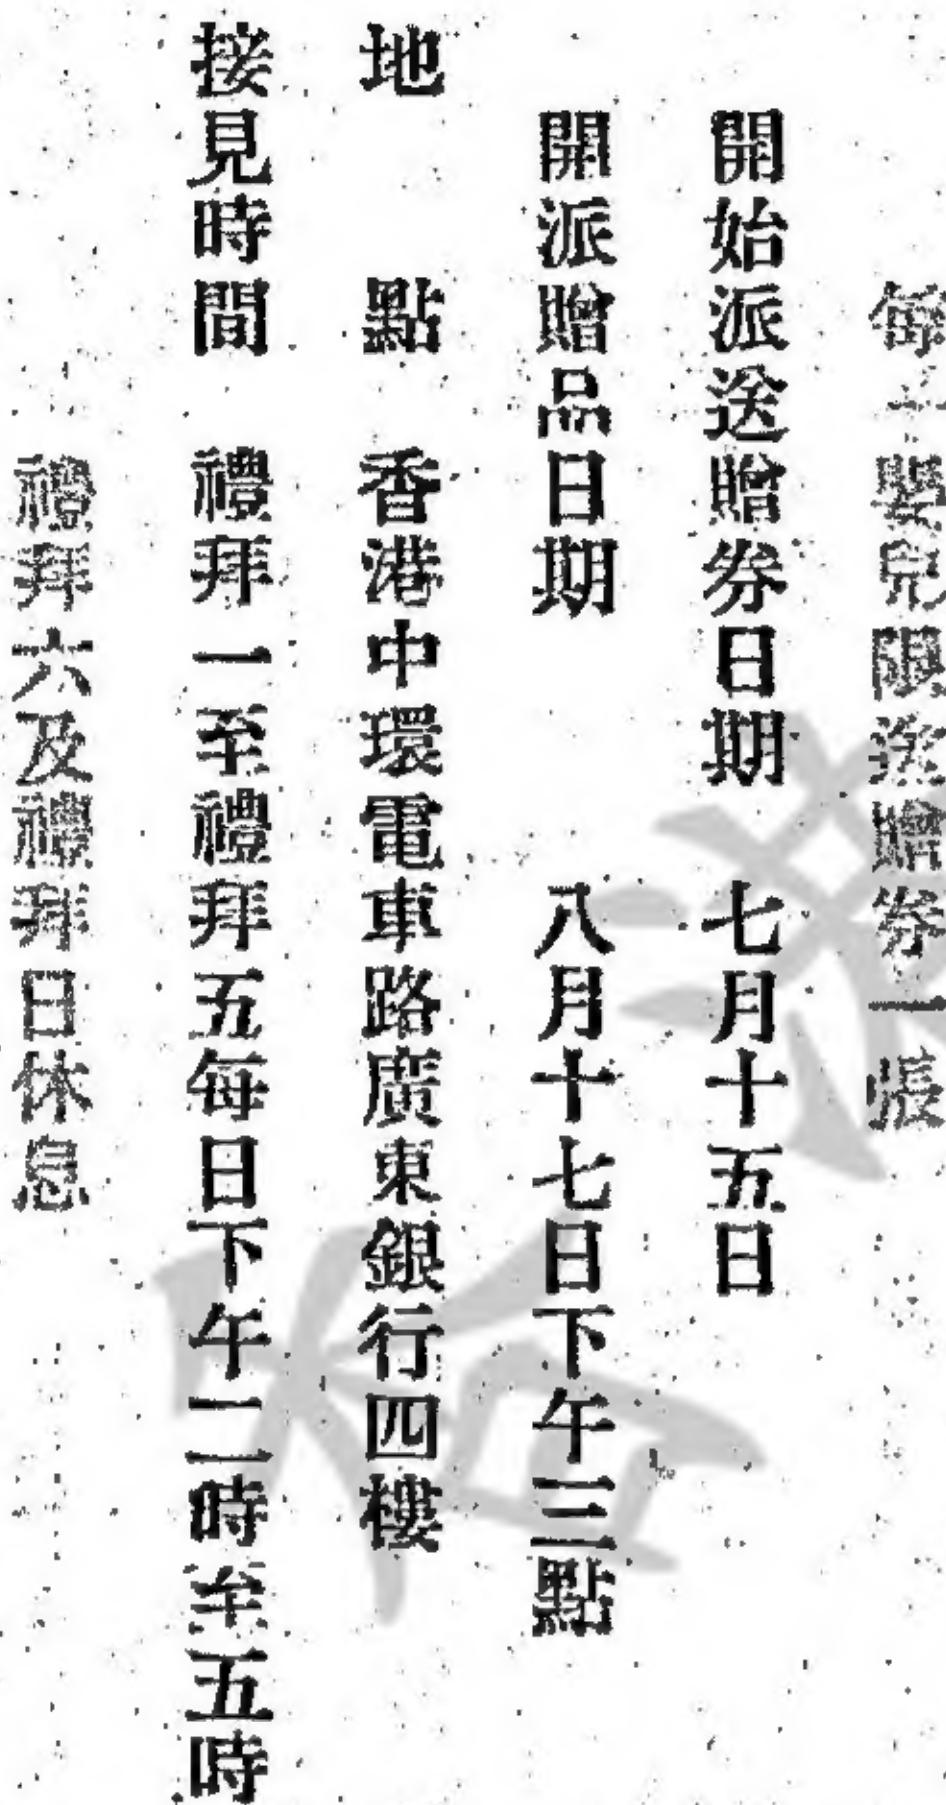 每一嬰兒限送贈券一張
開始派送贈券日期 七月十五日
開派贈品日期 八月十七日下午三點
地點 香港中環電車路廣東銀行四樓
接見時間 禮拜一至禮拜五每日下午二時至五時
禮拜六及禮拜日休息